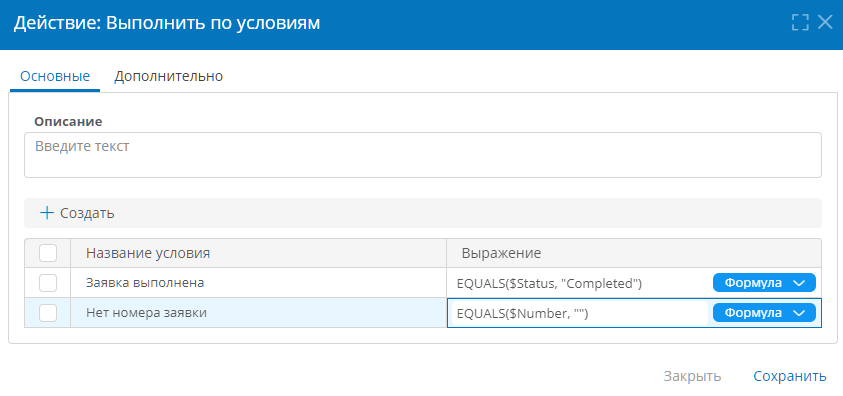 Действие: Выполнить по условиям
Основные Дополнительно
Описание
Введите текст
Создать
Название условия Выражение
Заявка выполнена EQUALS($Status, "Completed") Формула
Нет номера заявки EQUALS($Number, "") Формула
Закрыть Сохранить